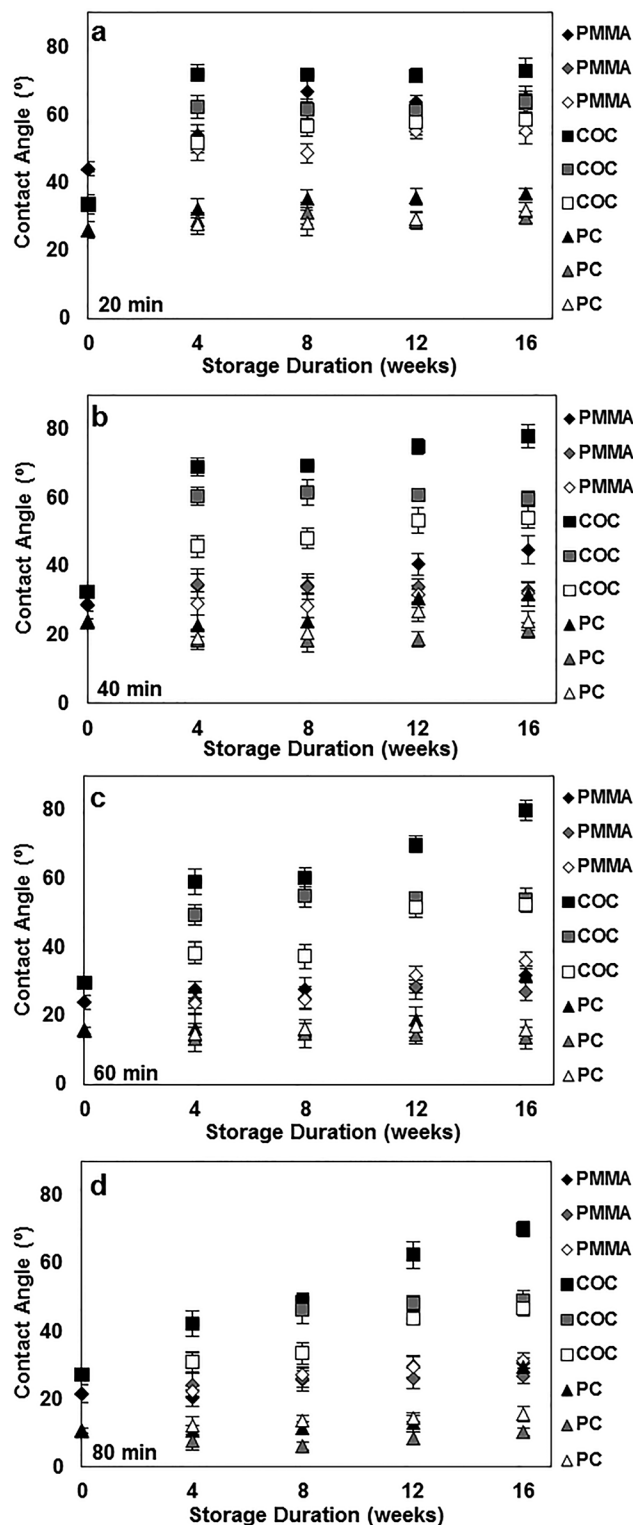 a
80
60
40
20
0
Contact Angle (º)
20 min
0 4 8 12 16
Storage Duration (weeks)
PMMA
PMMA
PMMA
COC
COC
COC
PC
PC
PC
b
80
60
40
20
0
Contact Angle (º)
40 min
0 4 8 12 16
Storage Duration (weeks)
PMMA
PMMA
PMMA
COC
COC
COC
PC
PC
PC
c
80
60
40
20
0
Contact Angle (º)
60 min
0 4 8 12 16
Storage Duration (weeks)
PMMA
PMMA
PMMA
COC
COC
COC
PC
PC
PC
d
80
60
40
20
0
Contact Angle (º)
80 min
0 4 8 12 16
Storage Duration (weeks)
PMMA
PMMA
PMMA
COC
COC
COC
PC
PC
PC